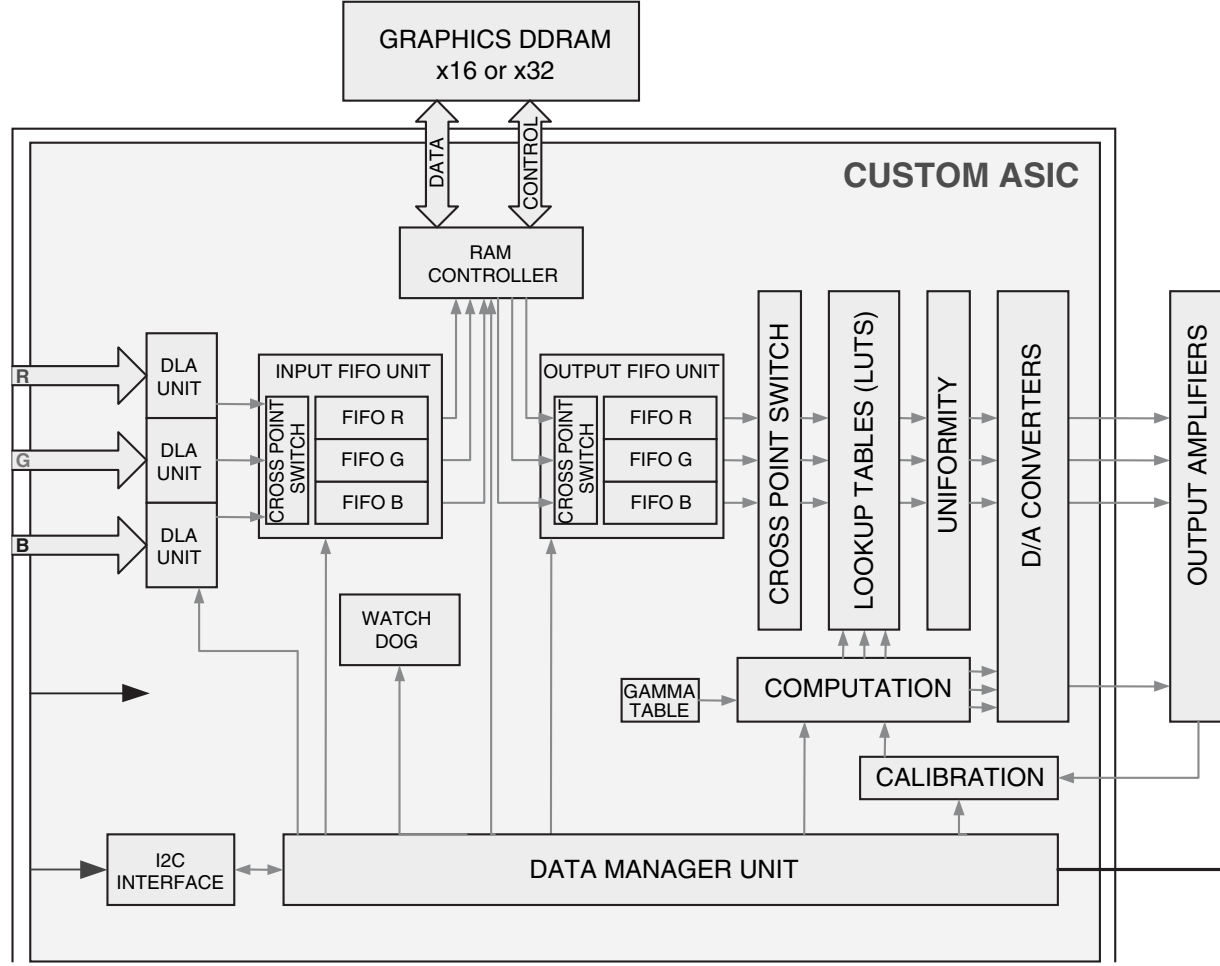 GRAPHICS DDRAM
x16 or x32
DATA
CONTROL
CUSTOM ASIC
RAM
CONTROLLER
R
G
B
DLA
UNIT
DLA
UNIT
DLA
UNIT
INPUT FIFO UNIT
CROSS POINT
SWITCH
FIFO R
FIFO G
FIFO B
OUTPUT FIFO UNIT
CROSS POINT
SWITCH
FIFO R
FIFO G
FIFO B
CROSS POINT SWITCH
LOOKUP TABLES (LUTS)
UNIFORMITY
D/A CONVERTERS
OUTPUT AMPLIFIERS
WATCH
DOG
GAMMA
TABLE
COMPUTATION
CALIBRATION
I2C
INTERFACE
DATA MANAGER UNIT